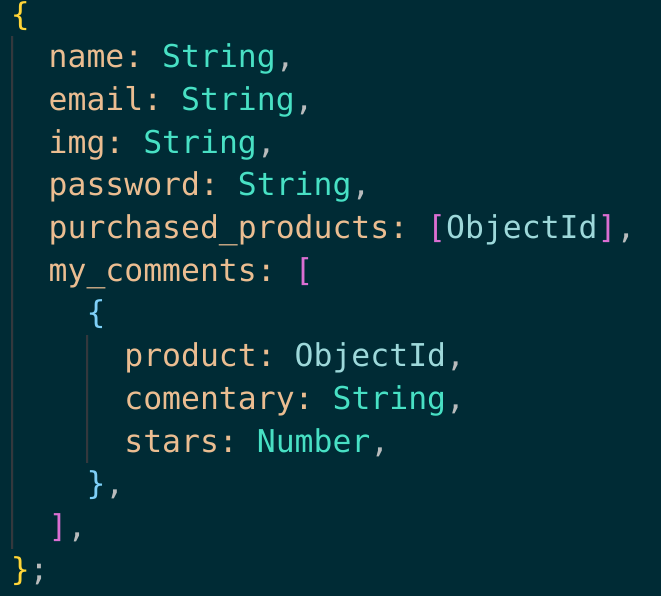 {
  name: String,
  email: String,
  img: String,
  password: String,
  purchased_products: [ObjectId],
  my_comments: [
    {
      product: ObjectId,
      comentary: String,
      stars: Number,
    },
  ],
};